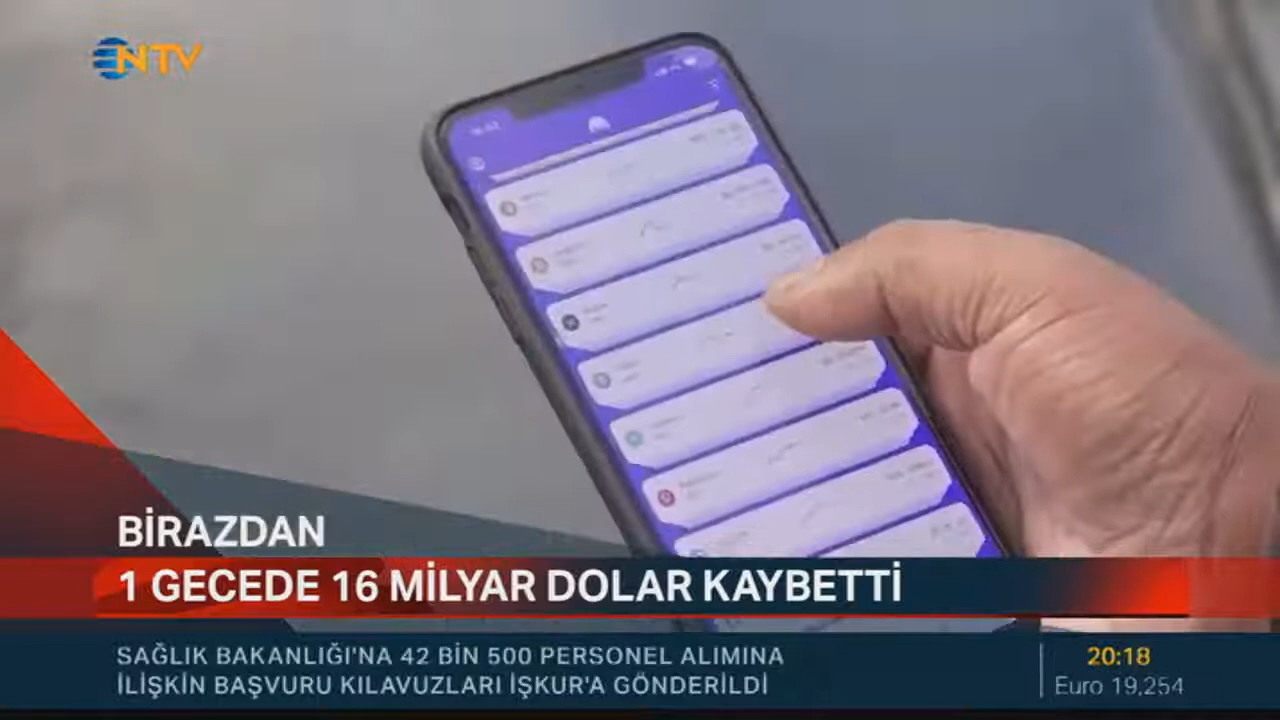 NTV
BİRAZDAN
1 GECEDE 16 MİLYAR DOLAR KAYBETTİ
SAĞLIK BAKANLIĞI'NA 42 BİN 500 PERSONEL ALIMINA
İLİŞKİN BAŞVURU KILAVUZLARI İŞKUR'A GÖNDERİLDİ
20:18
Euro 19,254